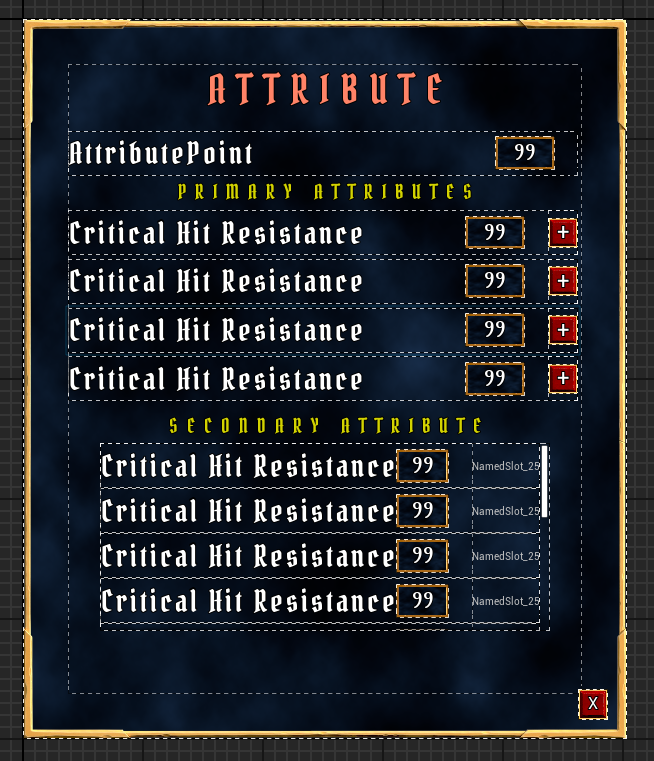 ATTRIBUTE
AttributePoint 99
PRIMARY ATTRIBUTES
Critical Hit Resistance 99 +
Critical Hit Resistance 99 +
Critical Hit Resistance 99 +
Critical Hit Resistance 99 +
SECONDARY ATTRIBUTE
Critical Hit Resistance 99 NamedSlot_25
Critical Hit Resistance 99 NamedSlot_25
Critical Hit Resistance 99 NamedSlot_25
Critical Hit Resistance 99 NamedSlot_25
X